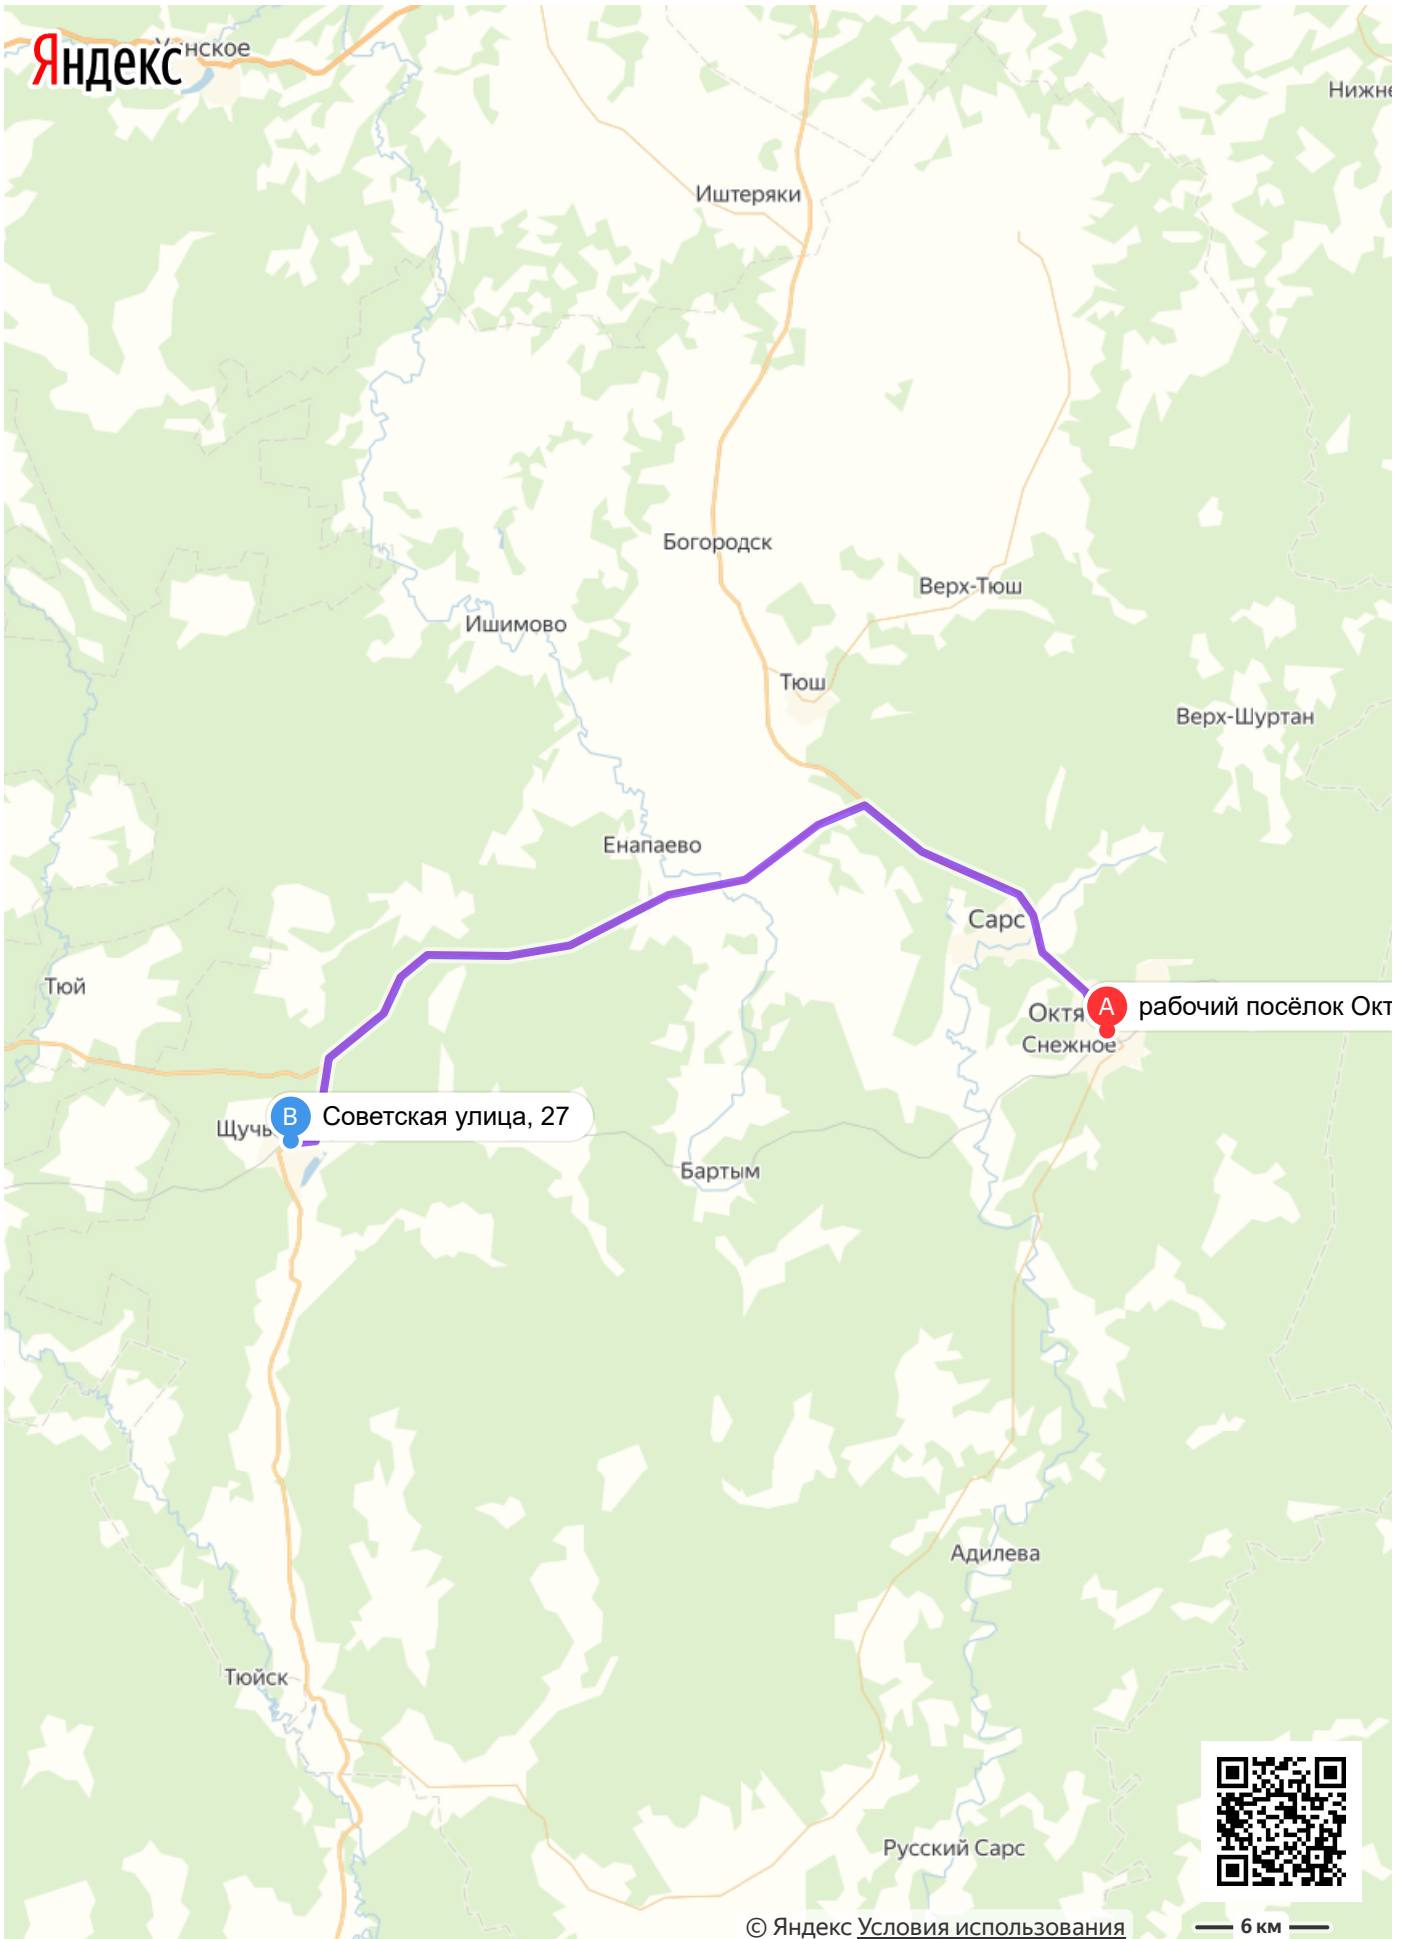 Яндекс
Уинское
Нижне
Иштеряки
Богородск
Верх-Тюш
Ишимово
Тюш
Верх-Шуртан
Енапаево
Сарс
Тюй
Октя
A рабочий посёлок Окт
Снежное
B Советская улица, 27
Щучь
Бартым
Адилева
Тюйск
Русский Сарс
© Яндекс Условия использования
6 км